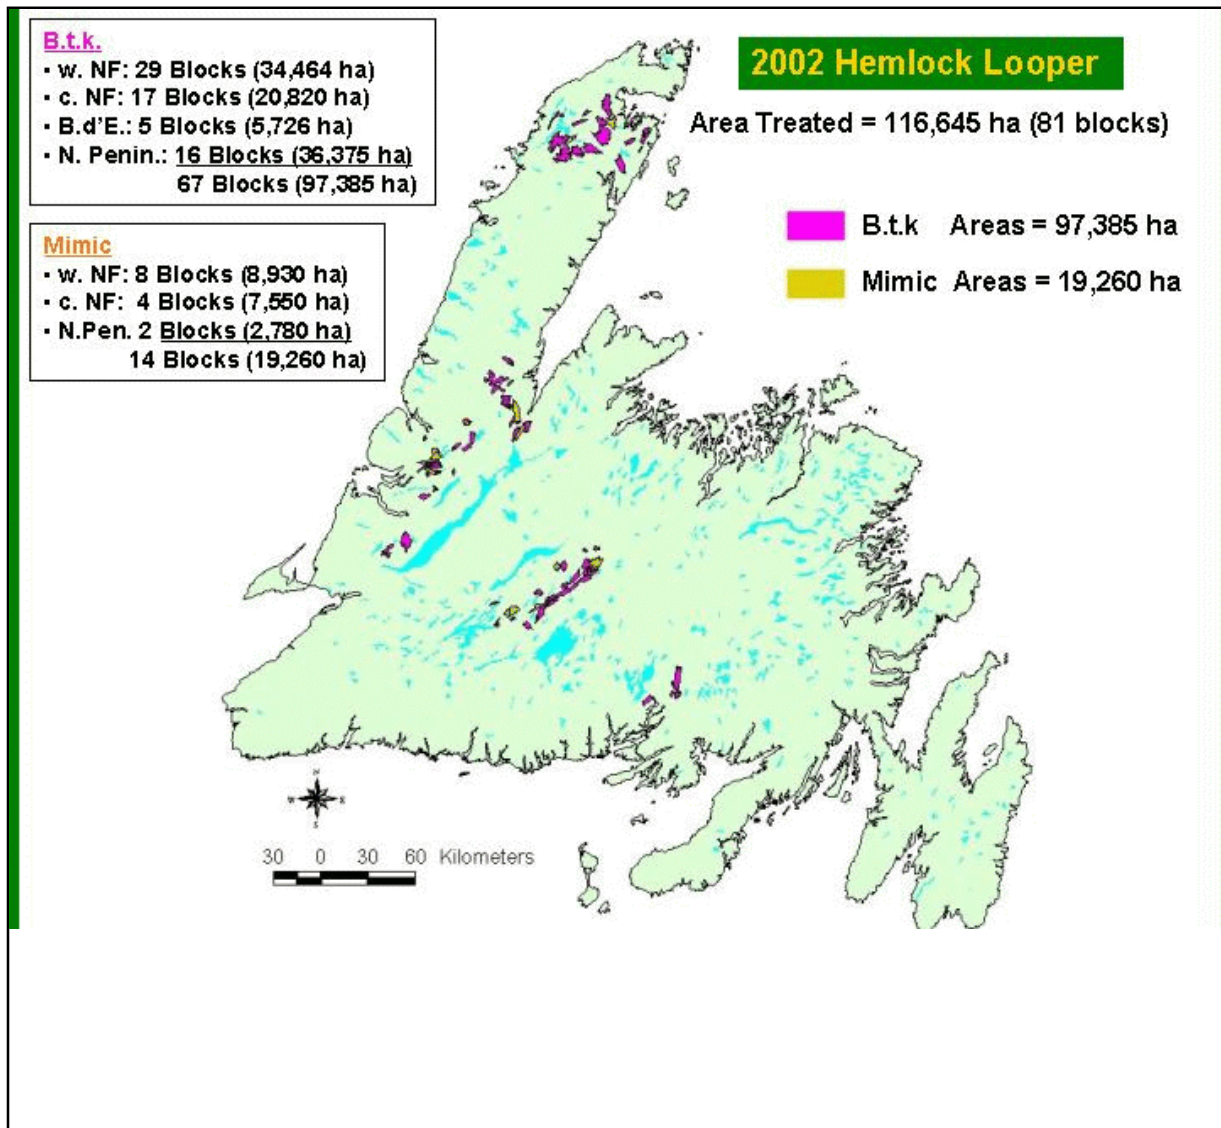 B.t.k.
· w. NF: 29 Blocks (34,464 ha)
· c. NF: 17 Blocks (20,820 ha)
· B.d'E.: 5 Blocks (5,726 ha)
· N. Penin.: 16 Blocks (36,375 ha)
67 Blocks (97,385 ha)
Mimic
· w. NF: 8 Blocks (8,930 ha)
· c. NF: 4 Blocks (7,550 ha)
· N.Pen. 2 Blocks (2,780 ha)
14 Blocks (19,260 ha)
2002 Hemlock Looper
Area Treated = 116,645 ha (81 blocks)
B.t.k Areas = 97,385 ha
Mimic Areas = 19,260 ha
N
W E
S
30 0 30 60 Kilometers